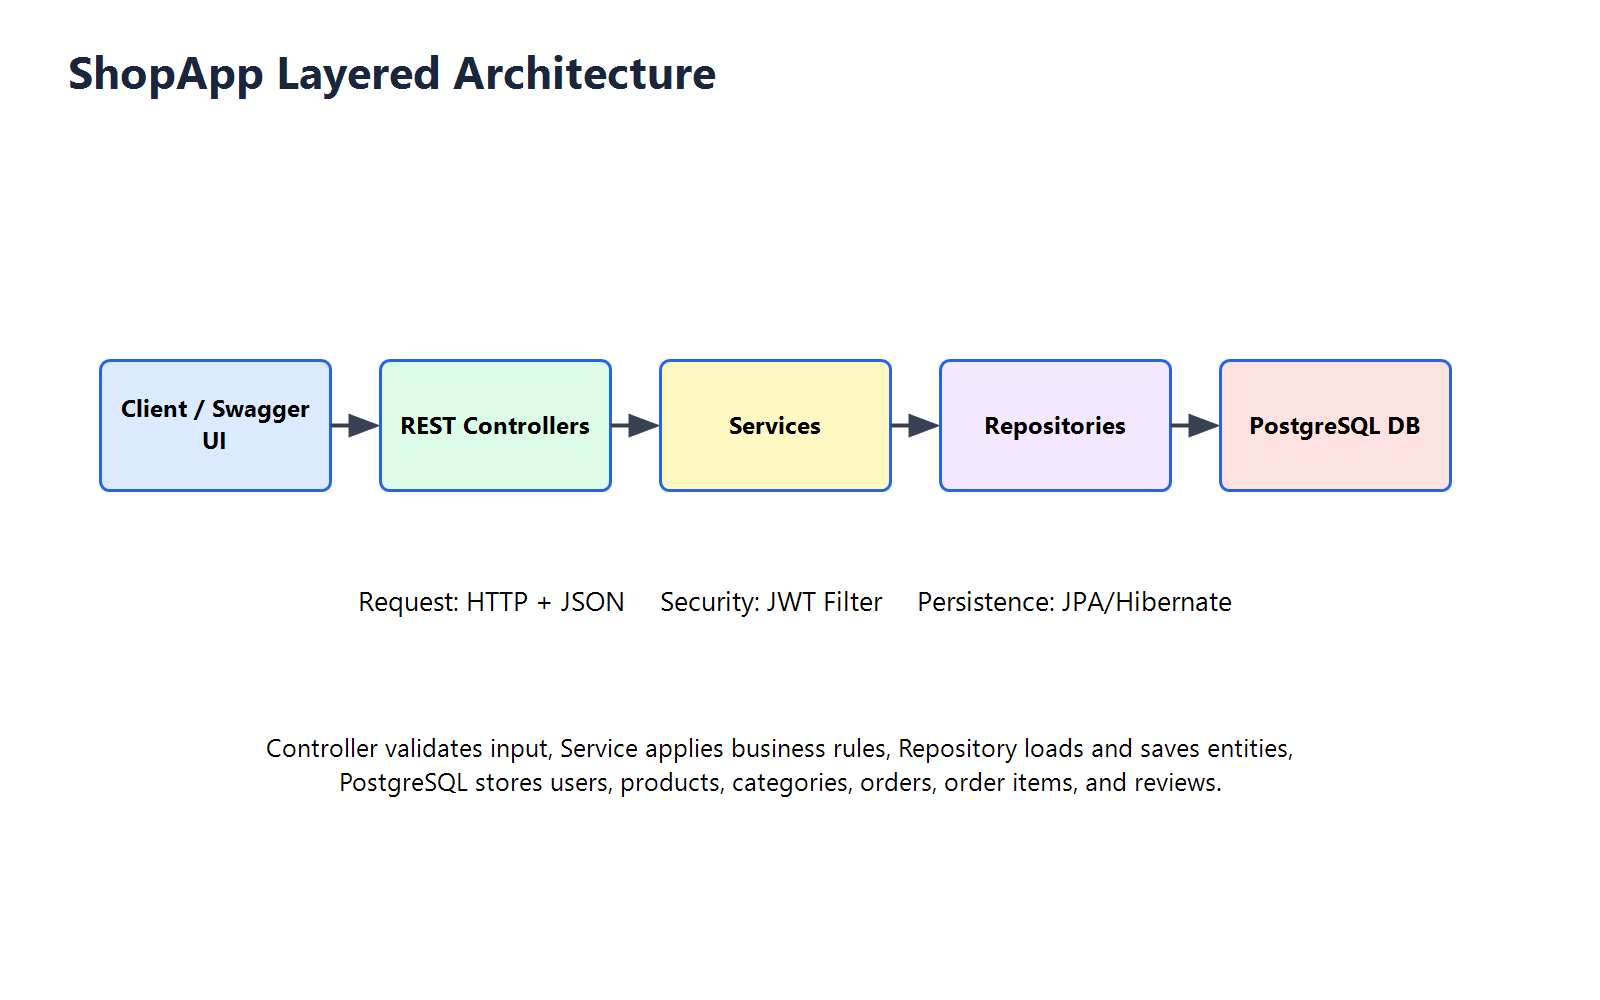 ShopApp Layered Architecture
Client / Swagger
UI
REST Controllers
Services
Repositories
PostgreSQL DB
Request: HTTP + JSON     Security: JWT Filter     Persistence: JPA/Hibernate
Controller validates input, Service applies business rules, Repository loads and saves entities,
PostgreSQL stores users, products, categories, orders, order items, and reviews.